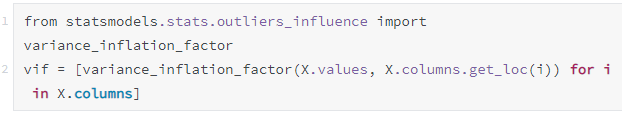 1 from statsmodels.stats.outliers_influence import
variance_inflation_factor
2 vif = [variance_inflation_factor(X.values, X.columns.get_loc(i)) for i
in X.columns]